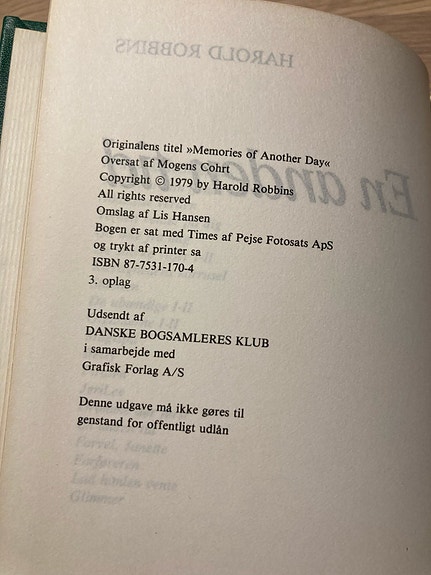 Originalens titel »Memories of Another Day«
Oversat af Mogens Cohrt
Copyright © 1979 by Harold Robbins
All rights reserved
Omslag af Lis Hansen
Bogen er sat med Times af Pejse Fotosats ApS
og trykt af printer sa
ISBN 87-7531-170-4
3. oplag
Udsendt af
DANSKE BOGSAMLERES KLUB
i samarbejde med
Grafisk Forlag A/S
Denne udgave må ikke gøres til
genstand for offentligt udlån